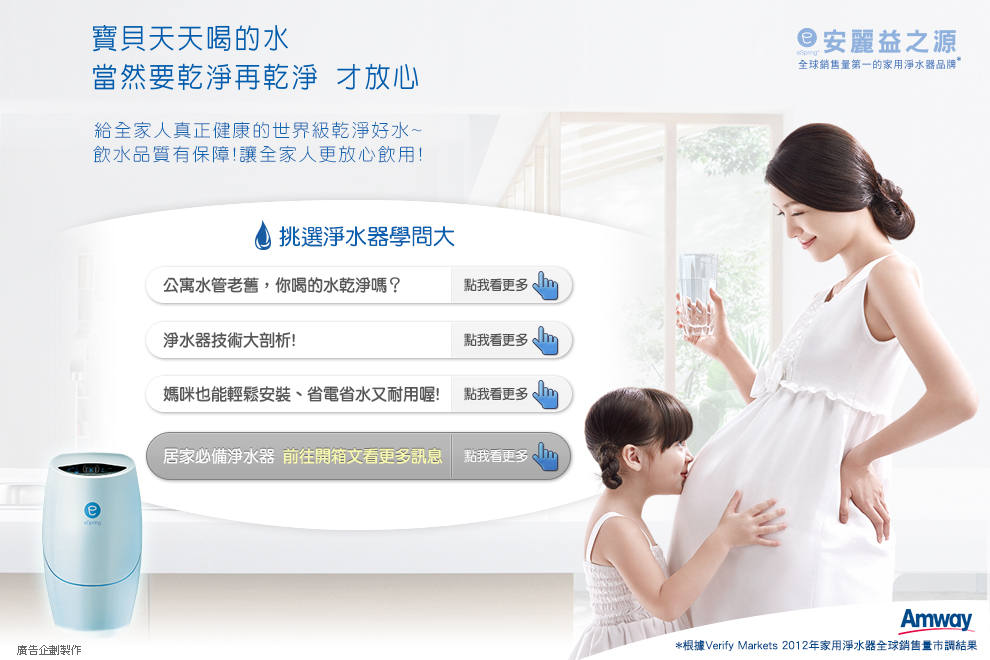 寶貝天天喝的水
當然要乾淨再乾淨 才放心
e 安麗益之源
eSpring™
全球銷售量第一的家用淨水器品牌*
給全家人真正健康的世界級乾淨好水~
飲水品質有保障!讓全家人更放心飲用!
挑選淨水器學問大
公寓水管老舊，你喝的水乾淨嗎？ 點我看更多
淨水器技術大剖析! 點我看更多
媽咪也能輕鬆安裝、省電省水又耐用喔! 點我看更多
居家必備淨水器 前往開箱文看更多訊息 點我看更多
e
eSpring
Amway
*根據Verify Markets 2012年家用淨水器全球銷售量市調結果
廣告企劃製作